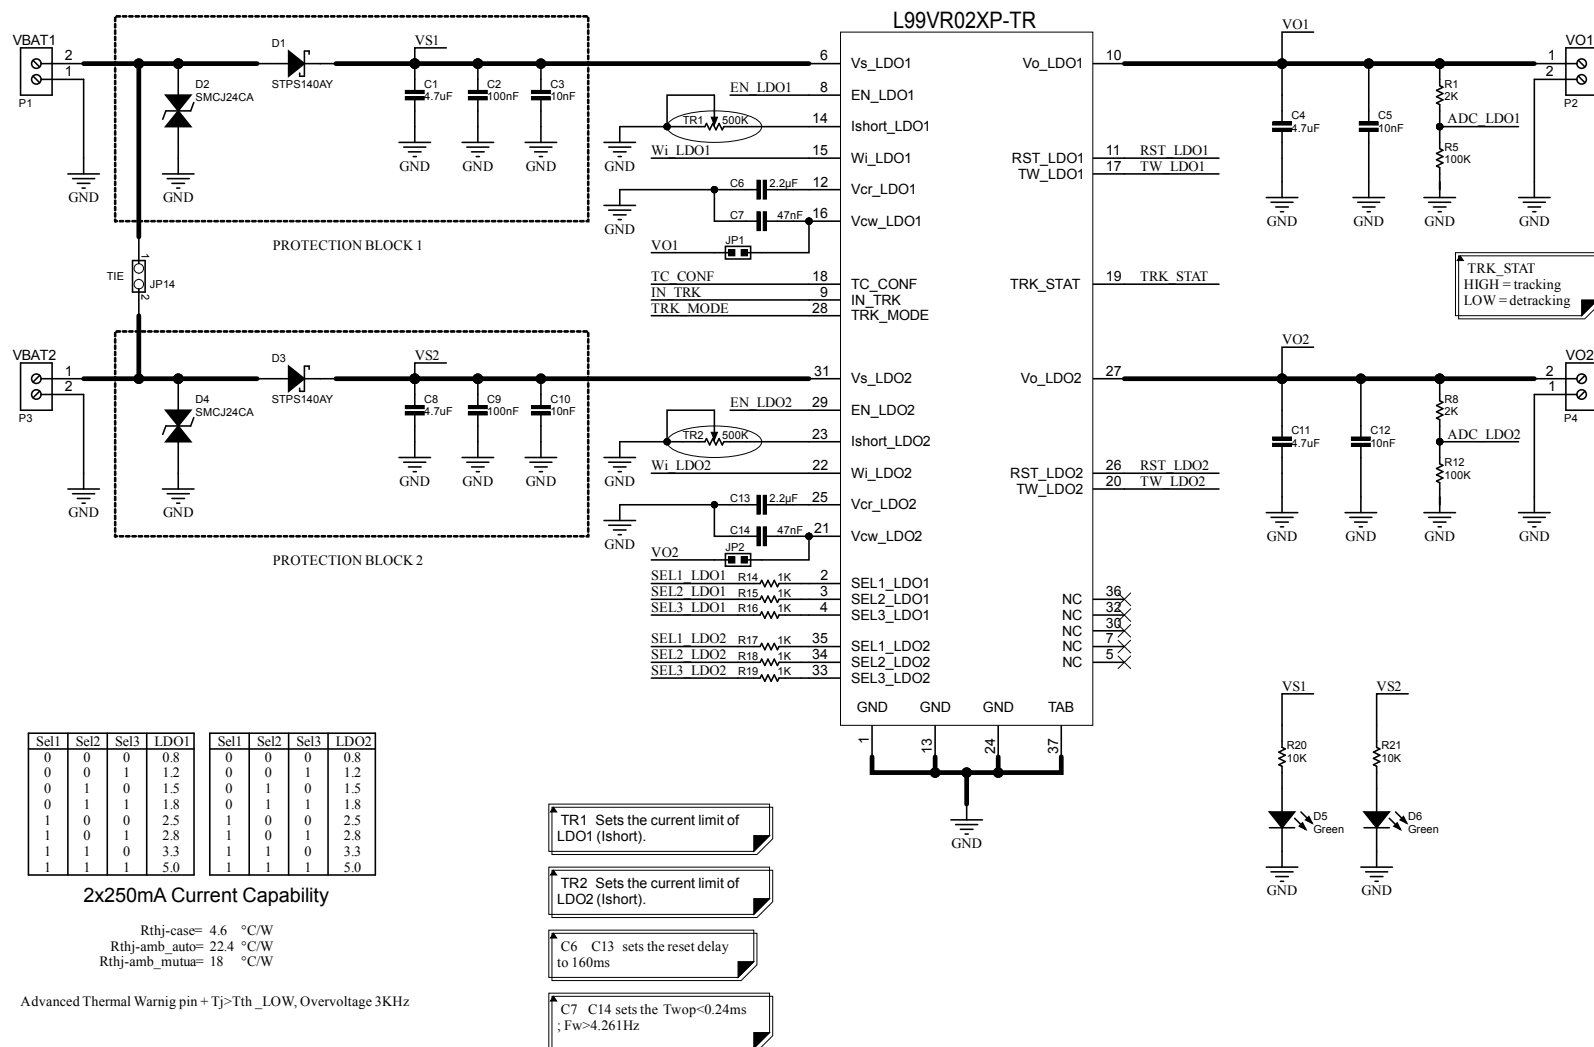 L99VR02XP-TR
VBAT1
2
1
P1
GND
D2
SMCJ24CA
GND
D1
STPS140AY
VS1
C1
4.7uF
GND
C2
100nF
GND
C3
10nF
GND
PROTECTION BLOCK 1
TIE
1
2
JP14
VBAT2
1
2
P3
GND
D4
SMCJ24CA
GND
D3
STPS140AY
VS2
C8
4.7uF
GND
C9
100nF
GND
C10
10nF
GND
PROTECTION BLOCK 2
6 Vs_LDO1
EN_LDO1 8 EN_LDO1
GND TR1 500K 14 Ishort_LDO1
Wi_LDO1 15 Wi_LDO1
C6 2.2µF 12 Vcr_LDO1
GND C7 47nF 16 Vcw_LDO1
VO1 JP1
TC_CONF 18 TC_CONF
IN_TRK 9 IN_TRK
TRK_MODE 28 TRK_MODE
31 Vs_LDO2
EN_LDO2 29 EN_LDO2
GND TR2 500K 23 Ishort_LDO2
Wi_LDO2 22 Wi_LDO2
C13 2.2µF 25 Vcr_LDO2
GND C14 47nF 21 Vcw_LDO2
VO2 JP2
SEL1_LDO1 R14 1K 2 SEL1_LDO1
SEL2_LDO1 R15 1K 3 SEL2_LDO1
SEL3_LDO1 R16 1K 4 SEL3_LDO1
SEL1_LDO2 R17 1K 35 SEL1_LDO2
SEL2_LDO2 R18 1K 34 SEL2_LDO2
SEL3_LDO2 R19 1K 33 SEL3_LDO2
Vo_LDO1 10
RST_LDO1 11 RST_LDO1
TW_LDO1 17 TW_LDO1
TRK_STAT 19 TRK_STAT
Vo_LDO2 27
RST_LDO2 26 RST_LDO2
TW_LDO2 20 TW_LDO2
NC 36
NC 32
NC 30
NC 7
NC 5
GND GND GND TAB
1 13 24 37
GND
VO1
C4
4.7uF
GND
C5
10nF
GND
R1
2K
ADC_LDO1
R5
100K
GND
VO1
1
2
P2
GND
TRK_STAT
HIGH = tracking
LOW = detracking
VO2
C11
4.7uF
GND
C12
10nF
GND
R8
2K
ADC_LDO2
R12
100K
GND
VO2
2
1
P4
GND
VS1
R20
10K
D5
Green
GND
VS2
R21
10K
D6
Green
GND
Sel1 Sel2 Sel3 LDO1 Sel1 Sel2 Sel3 LDO2
0 0 0 0.8 0 0 0 0.8
0 0 1 1.2 0 0 1 1.2
0 1 0 1.5 0 1 0 1.5
0 1 1 1.8 0 1 1 1.8
1 0 0 2.5 1 0 0 2.5
1 0 1 2.8 1 0 1 2.8
1 1 0 3.3 1 1 0 3.3
1 1 1 5.0 1 1 1 5.0
2x250mA Current Capability
Rthj-case= 4.6 °C/W
Rthj-amb_auto= 22.4 °C/W
Rthj-amb_mutua= 18 °C/W
Advanced Thermal Warnig pin + Tj>Tth_LOW, Overvoltage 3KHz
TR1 Sets the current limit of
LDO1 (Ishort).
TR2 Sets the current limit of
LDO2 (Ishort).
C6 C13 sets the reset delay
to 160ms
C7 C14 sets the Twop<0.24ms
; Fw>4.261Hz